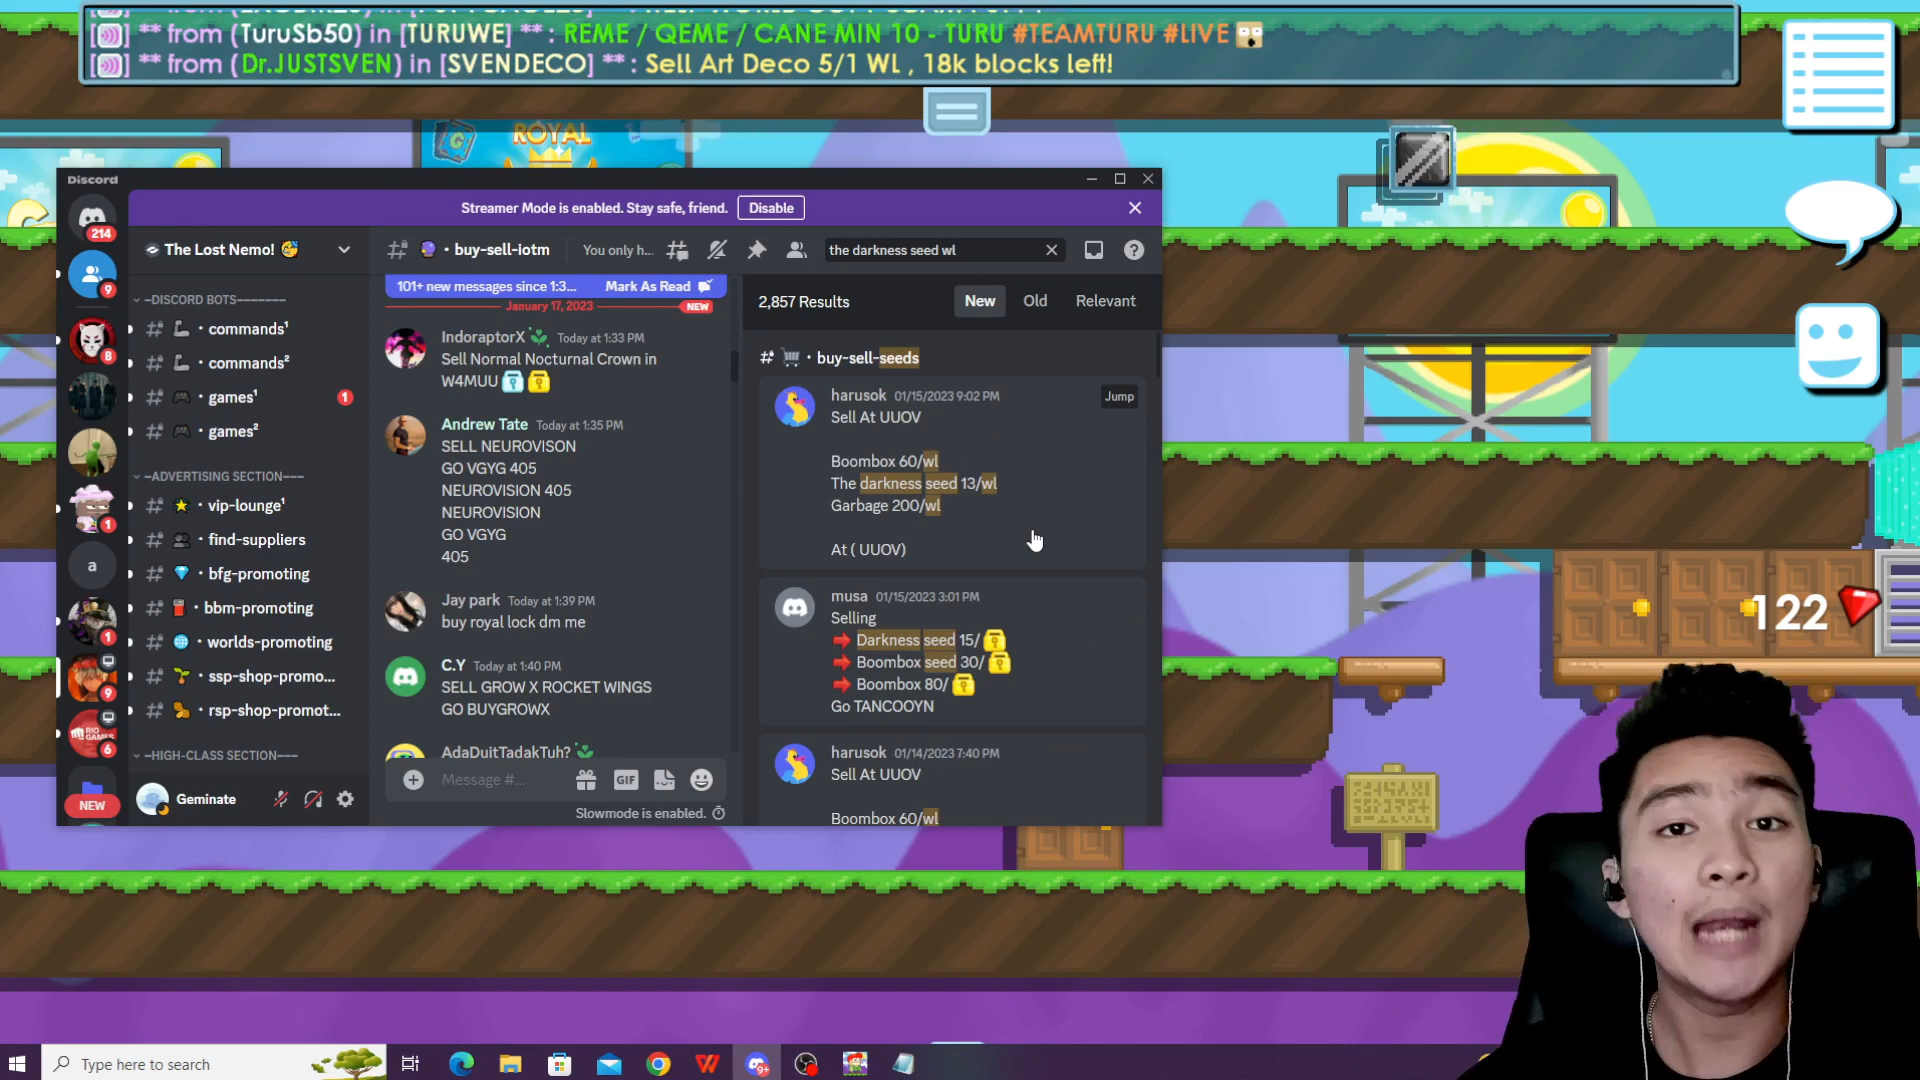 [ ] ** from (TuruSb50) in [TURUWE] ** : REME / QEME / CANE MIN 10 - TURU #TEAMTURU #LIVE
[ ] ** from (Dr.JUSTSVEN) in [SVENDECO] ** : Sell Art Deco 5/1 WL , 18k blocks left!
ROYAL
Discord
Streamer Mode is enabled. Stay safe, friend.
Disable
214
The Lost Nemo!
buy-sell-iotm
You only h...
the darkness seed wl
9
8
1
a
1
9
6
NEW
—DISCORD BOTS———
commands¹
commands²
games¹
1
games²
—ADVERTISING SECTION——
vip-lounge¹
find-suppliers
bfg-promoting
bbm-promoting
worlds-promoting
ssp-shop-promo...
rsp-shop-promot...
—HIGH-CLASS SECTION——
Geminate
101+ new messages since 1:3...
Mark As Read
January 17, 2023
NEW
IndoraptorX Today at 1:33 PM
Sell Normal Nocturnal Crown in
W4MUU
Andrew Tate Today at 1:35 PM
SELL NEUROVISON
GO VGYG 405
NEUROVISION 405
NEUROVISION
GO VGYG
405
Jay park Today at 1:39 PM
buy royal lock dm me
C.Y Today at 1:40 PM
SELL GROW X ROCKET WINGS
GO BUYGROWX
AdaDuitTadakTuh?
Message #...
GIF
Slowmode is enabled.
2,857 Results
New
Old
Relevant
buy-sell-seeds
harusok 01/15/2023 9:02 PM
Jump
Sell At UUOV
Boombox 60/wl
The darkness seed 13/wl
Garbage 200/wl
At ( UUOV)
musa 01/15/2023 3:01 PM
Selling
Darkness seed 15/
Boombox seed 30/
Boombox 80/
Go TANCOOYN
harusok 01/14/2023 7:40 PM
Sell At UUOV
Boombox 60/wl
122
Type here to search
9+